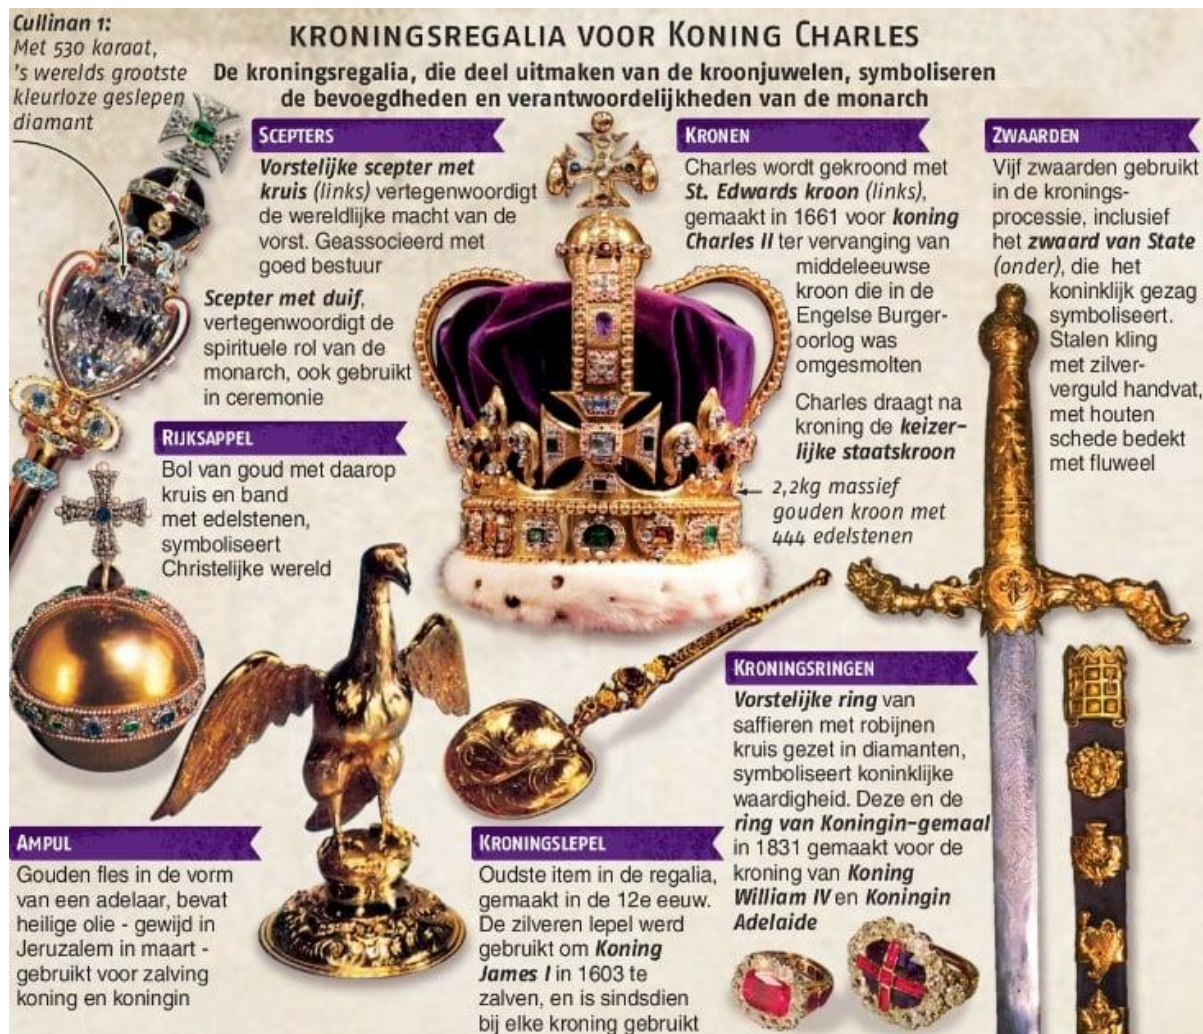 Cullinan 1:
Met 530 karaat,
's werelds grootste
kleurloze geslepen
diamant
KRONINGSREGALIA VOOR KONING CHARLES
De kroningsregalia, die deel uitmaken van de kroonjuwelen, symboliseren
de bevoegdheden en verantwoordelijkheden van de monarch
SCEPTERS
Vorstelijke scepter met
kruis (links) vertegenwoordigt
de wereldlijke macht van de
vorst. Geassocieerd met
goed bestuur
Scepter met duif,
vertegenwoordigt de
spirituele rol van de
monarch, ook gebruikt
in ceremonie
RIJKSAPPEL
Bol van goud met daarop
kruis en band
met edelstenen,
symboliseert
Christelijke wereld
KRONEN
Charles wordt gekroond met
St. Edwards kroon (links),
gemaakt in 1661 voor koning
Charles II ter vervanging van
middeleeuwse
kroon die in de
Engelse Burger-
oorlog was
omgesmolten
Charles draagt na
kroning de keizer-
lijke staatskroon
2,2kg massief
gouden kroon met
444 edelstenen
ZWAARDEN
Vijf zwaarden gebruikt
in de kronings-
processie, inclusief
het zwaard van State
(onder), die het
koninklijk gezag
symboliseert.
Stalen kling
met zilver-
verguld handvat,
met houten
schede bedekt
met fluweel
AMPUL
Gouden fles in de vorm
van een adelaar, bevat
heilige olie - gewijd in
Jeruzalem in maart -
gebruikt voor zalving
koning en koningin
KRONINGSLEPEL
Oudste item in de regalia,
gemaakt in de 12e eeuw.
De zilveren lepel werd
gebruikt om Koning
James I in 1603 te
zalven, en is sindsdien
bij elke kroning gebruikt
KRONINGSRINGEN
Vorstelijke ring van
saffieren met robijnen
kruis gezet in diamanten,
symboliseert koninklijke
waardigheid. Deze en de
ring van Koningin-gemaal
in 1831 gemaakt voor de
kroning van Koning
William IV en Koningin
Adelaide